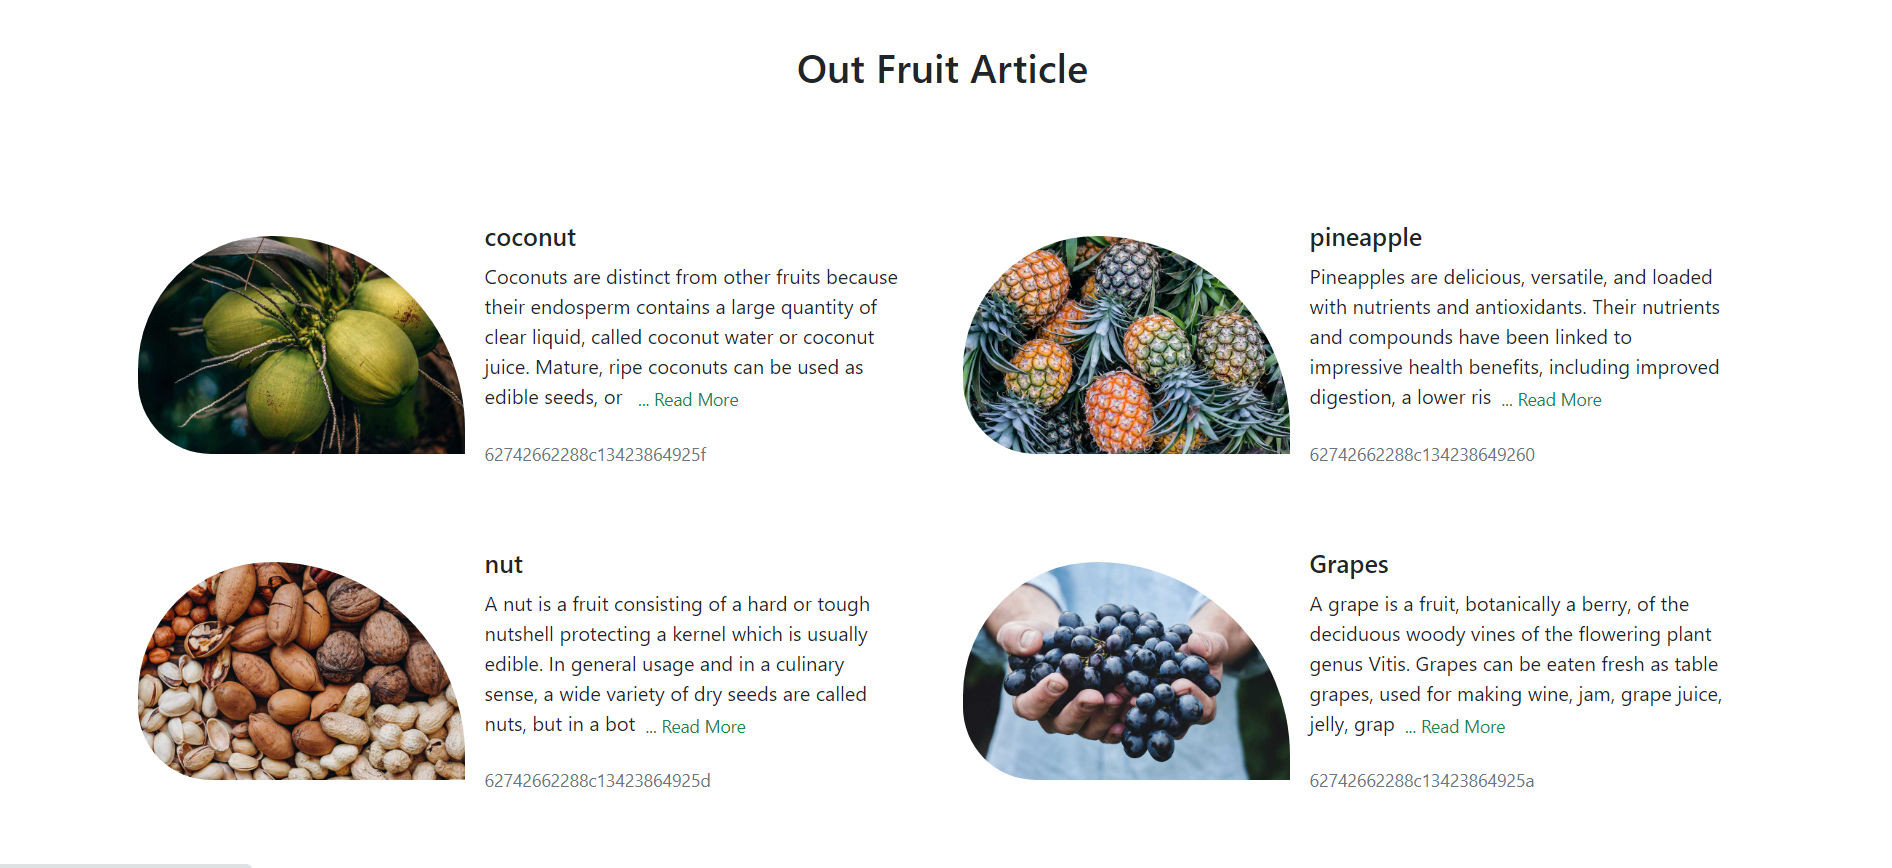 Out Fruit Article
coconut
Coconuts are distinct from other fruits because
their endosperm contains a large quantity of
clear liquid, called coconut water or coconut
juice. Mature, ripe coconuts can be used as
edible seeds, or ... Read More
62742662288c13423864925f
pineapple
Pineapples are delicious, versatile, and loaded
with nutrients and antioxidants. Their nutrients
and compounds have been linked to
impressive health benefits, including improved
digestion, a lower ris ... Read More
62742662288c134238649260
nut
A nut is a fruit consisting of a hard or tough
nutshell protecting a kernel which is usually
edible. In general usage and in a culinary
sense, a wide variety of dry seeds are called
nuts, but in a bot ... Read More
62742662288c13423864925d
Grapes
A grape is a fruit, botanically a berry, of the
deciduous woody vines of the flowering plant
genus Vitis. Grapes can be eaten fresh as table
grapes, used for making wine, jam, grape juice,
jelly, grap ... Read More
62742662288c13423864925a